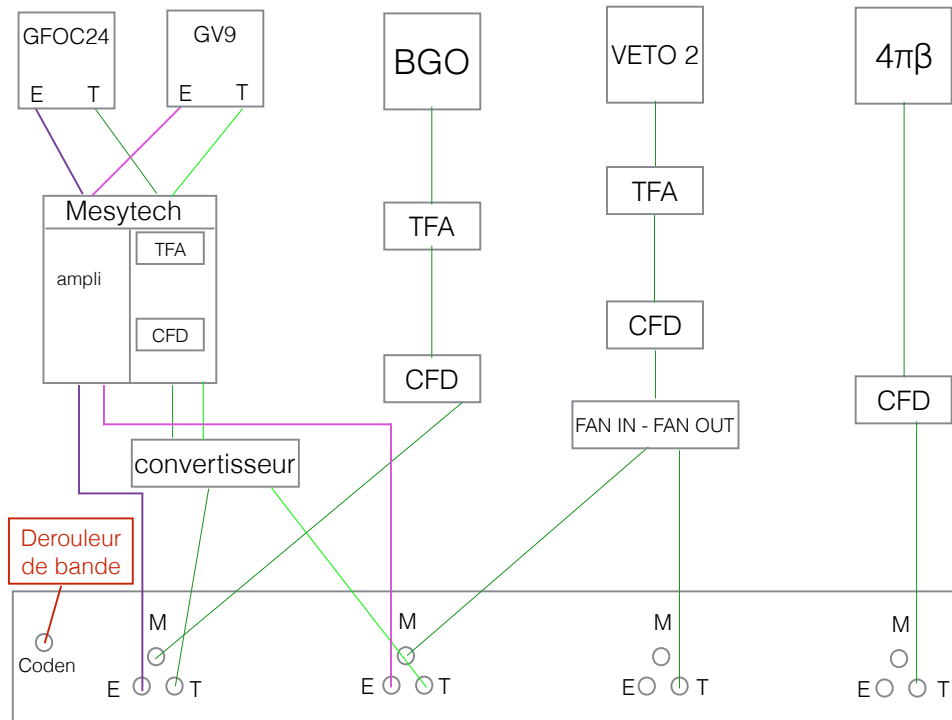 GFOC24
GV9
BGO
VETO 2
4πβ
E T
E T
Mesytech
TFA
ampli
CFD
TFA
TFA
CFD
CFD
CFD
FAN IN - FAN OUT
convertisseur
Derouleur
de bande
M
M
M
M
Coden
E T
E T
E T
E T